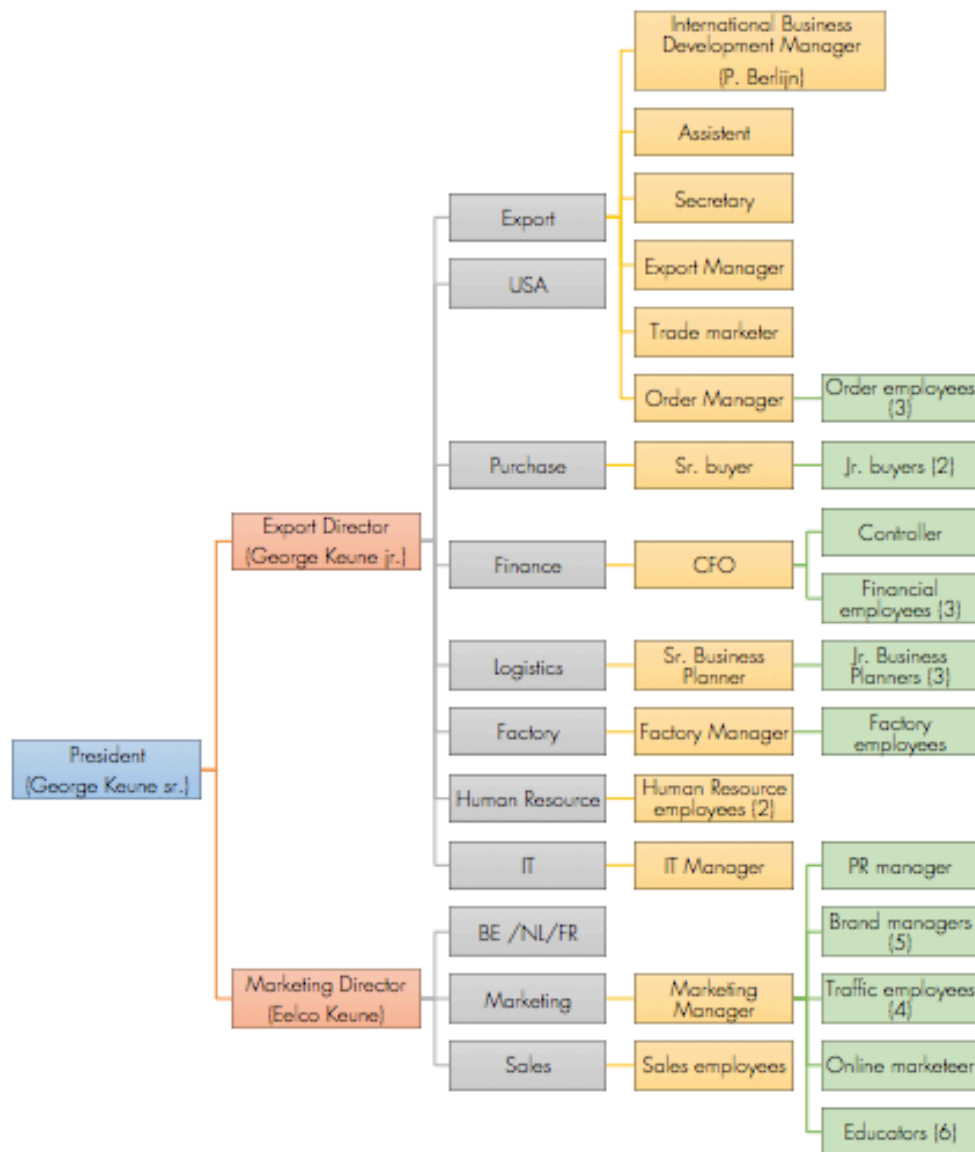 International Business
Development Manager
(P. Berlijn)
Assistent
Secretary
Export
Export Manager
USA
Trade marketer
Order Manager
Order employees
(3)
Purchase
Sr. buyer
Jr. buyers (2)
Export Director
(George Keune jr.)
Finance
CFO
Controller
Financial
employees (3)
Logistics
Sr. Business
Planner
Jr. Business
Planners (3)
Factory
Factory Manager
Factory
employees
President
(George Keune sr.)
Human Resource
Human Resource
employees (2)
IT
IT Manager
PR manager
BE /NL/FR
Brand managers
(5)
Marketing Director
(Eelco Keune)
Marketing
Marketing
Manager
Traffic employees
(4)
Sales
Sales employees
Online marketeer
Educators (6)